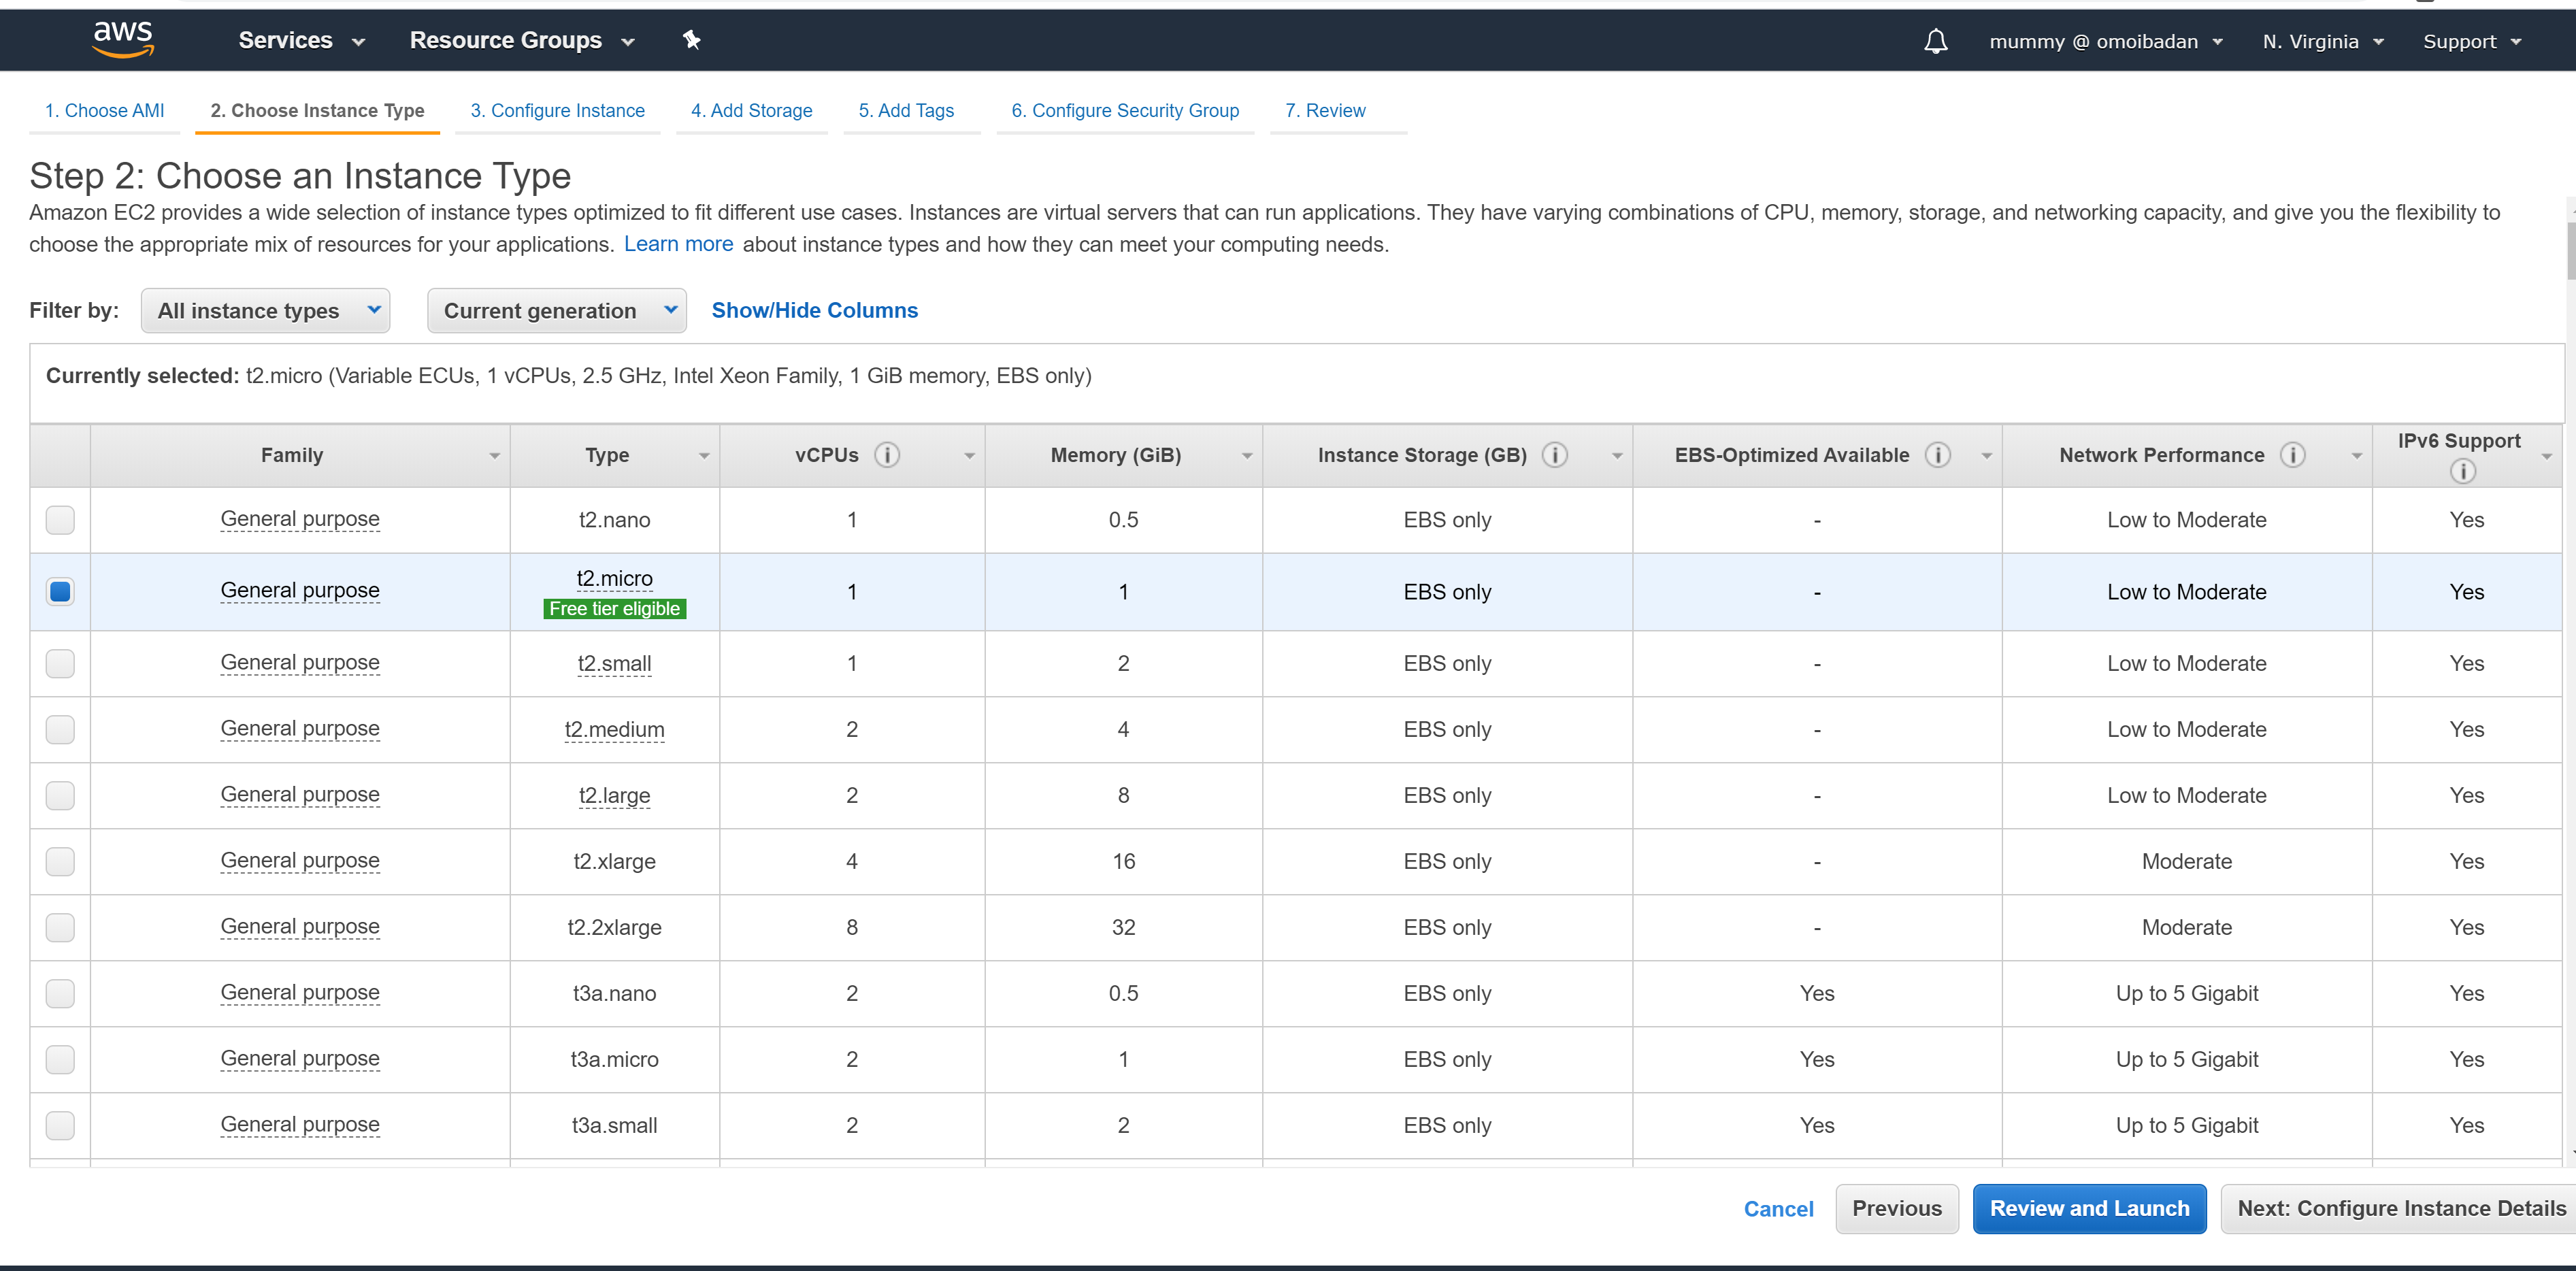 aws Services Resource Groups mummy @ omoibadan N. Virginia Support
1. Choose AMI 2. Choose Instance Type 3. Configure Instance 4. Add Storage 5. Add Tags 6. Configure Security Group 7. Review
Step 2: Choose an Instance Type
Amazon EC2 provides a wide selection of instance types optimized to fit different use cases. Instances are virtual servers that can run applications. They have varying combinations of CPU, memory, storage, and networking capacity, and give you the flexibility to
choose the appropriate mix of resources for your applications. Learn more about instance types and how they can meet your computing needs.
Filter by: All instance types Current generation Show/Hide Columns
Currently selected: t2.micro (Variable ECUs, 1 vCPUs, 2.5 GHz, Intel Xeon Family, 1 GiB memory, EBS only)
Family Type vCPUs i Memory (GiB) Instance Storage (GB) i EBS-Optimized Available i Network Performance i IPv6 Support i
General purpose t2.nano 1 0.5 EBS only - Low to Moderate Yes
General purpose t2.micro Free tier eligible 1 1 EBS only - Low to Moderate Yes
General purpose t2.small 1 2 EBS only - Low to Moderate Yes
General purpose t2.medium 2 4 EBS only - Low to Moderate Yes
General purpose t2.large 2 8 EBS only - Low to Moderate Yes
General purpose t2.xlarge 4 16 EBS only - Moderate Yes
General purpose t2.2xlarge 8 32 EBS only - Moderate Yes
General purpose t3a.nano 2 0.5 EBS only Yes Up to 5 Gigabit Yes
General purpose t3a.micro 2 1 EBS only Yes Up to 5 Gigabit Yes
General purpose t3a.small 2 2 EBS only Yes Up to 5 Gigabit Yes
Cancel Previous Review and Launch Next: Configure Instance Details